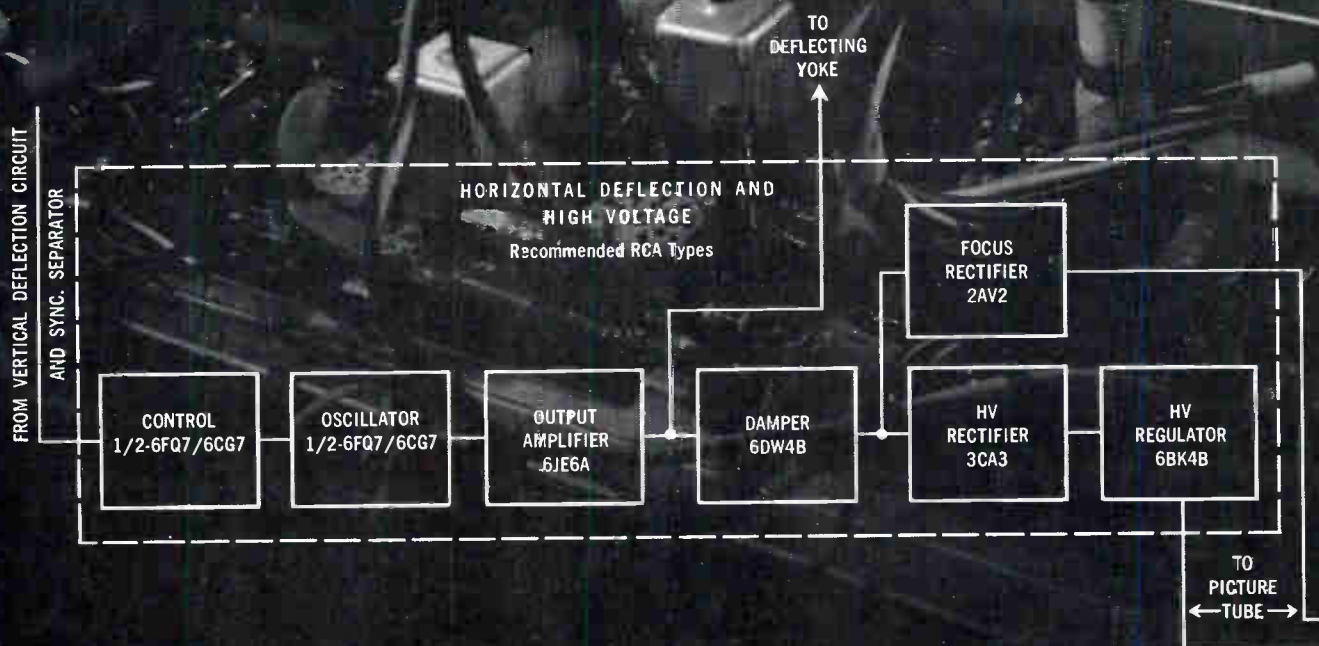 TO
DEFLECTING
YOKE
FROM VERTICAL DEFLECTION CIRCUIT
AND SYNC. SEPARATOR
HORIZONTAL DEFLECTION AND
HIGH VOLTAGE
Recommended RCA Types
FOCUS
RECTIFIER
2AV2
CONTROL
1/2-6FQ7/6CG7
OSCILLATOR
1/2-6FQ7/6CG7
OUTPUT
AMPLIFIER
6JE6A
DAMPER
6DW4B
HV
RECTIFIER
3CA3
HV
REGULATOR
6BK4B
TO
PICTURE
TUBE